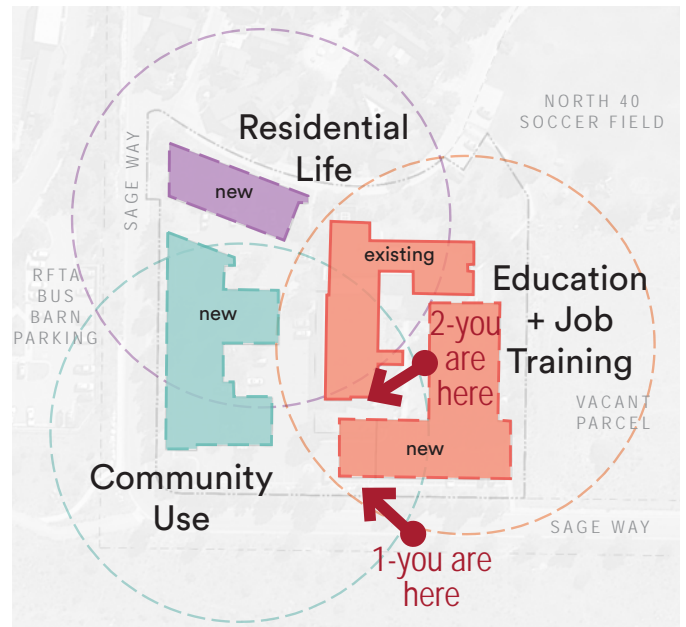 NORTH 40
SOCCER FIELD
Residential
Life
SAGE WAY
new
existing
RFTA
BUS
BARN
PARKING
new
Education
+ Job
Training
2-you
are
here
VACANT
PARCEL
new
Community
Use
SAGE WAY
1-you are
here